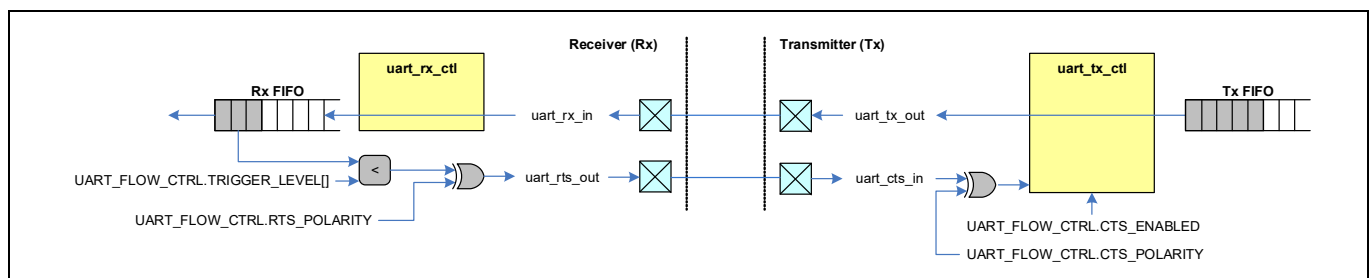 Receiver (Rx)
Transmitter (Tx)
uart_rx_ctl
uart_tx_ctl
Rx FIFO
Tx FIFO
uart_rx_in
uart_tx_out
<
UART_FLOW_CTRL.TRIGGER_LEVEL[]
uart_rts_out
uart_cts_in
UART_FLOW_CTRL.RTS_POLARITY
UART_FLOW_CTRL.CTS_ENABLED
UART_FLOW_CTRL.CTS_POLARITY